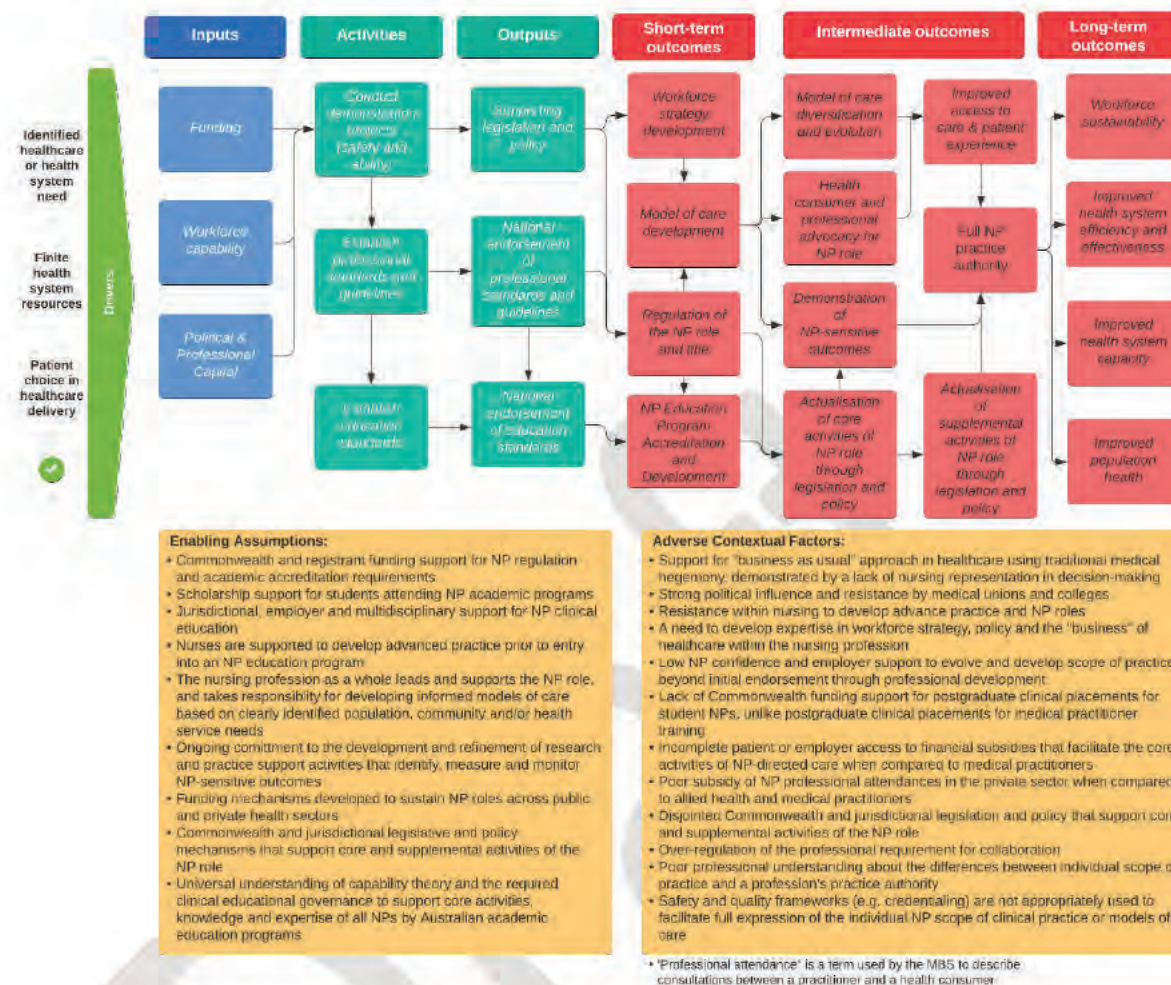 Inputs
Activities
Outputs
Short-term
outcomes
Intermediate outcomes
Long-term
outcomes
Identified
healthcare
or health
system
need
Finite
health
system
resources
Patient
choice in
healthcare
delivery
Drivers
Funding
Workforce
capability
Political &
Professional
Capital
Conduct
demonstration
projects
(safety and
ability)
Establish
professional
standards and
guidelines
Establish
education
standards
Supporting
legislation and
policy
National
endorsement
of
professional
standards and
guidelines
National
endorsement
of education
standards
Workforce
strategy
development
Model of care
development
Regulation of
the NP role
and title
NP Education
Program
Accreditation
and
Development
Model of care
diversification
and evolution
Health
consumer and
professional
advocacy for
NP role
Demonstration
of
NP-sensitive
outcomes
Actualisation
of core
activities of
NP role
through
legislation and
policy
Improved
access to
care & patient
experience
Full NP
practice
authority
Actualisation
of
supplemental
activities of
NP role
through
legislation and
policy
Workforce
sustainability
Improved
health system
efficiency and
effectiveness
Improved
health system
capacity
Improved
population
health
Enabling Assumptions:
• Commonwealth and registrant funding support for NP regulation
and academic accreditation requirements
• Scholarship support for students attending NP academic programs
• Jurisdictional, employer and multidisciplinary support for NP clinical
education
• Nurses are supported to develop advanced practice prior to entry
into an NP education program
• The nursing profession as a whole leads and supports the NP role,
and takes responsiblity for developing informed models of care
based on clearly identified population, community and/or health
service needs
• Ongoing comittment to the development and refinement of research
and practice support activities that identify, measure and monitor
NP-sensitive outcomes
• Funding mechanisms developed to sustain NP roles across public
and private health sectors
• Commonwealth and jurisdictional legislative and policy
mechanisms that support core and supplemental activities of the
NP role
• Universal understanding of capability theory and the required
clinical educational governance to support core activities,
knowledge and expertise of all NPs by Australian academic
education programs
Adverse Contextual Factors:
• Support for "business as usual" approach in healthcare using traditional medical
hegemony, demonstrated by a lack of nursing representation in decision-making
• Strong political influence and resistance by medical unions and colleges
• Resistance within nursing to develop advance practice and NP roles
• A need to develop expertise in workforce strategy, policy and the "business" of
healthcare within the nursing profession
• Low NP confidence and employer support to evolve and develop scope of practice
beyond initial endorsement through professional development
• Lack of Commonwealth funding support for postgraduate clinical placements for
student NPs, unlike postgraduate clinical placements for medical practitioner
training
• Incomplete patient or employer access to financial subsidies that facilitate the core
activities of NP-directed care when compared to medical practitioners
• Poor subsidy of NP professional attendances in the private sector when compared
to allied health and medical practitioners
• Disjointed Commonwealth and jurisdictional legislation and policy that support cor
and supplemental activities of the NP role
• Over-regulation of the professional requirement for collaboration
• Poor professional understanding about the differences between individual scope o
practice and a profession's practice authority
• Safety and quality frameworks (e.g. credentialing) are not appropriately used to
facilitate full expression of the individual NP scope of clinical practice or models of
care
• 'Professional attendance' is a term used by the MBS to describe
consultations between a practitioner and a health consumer